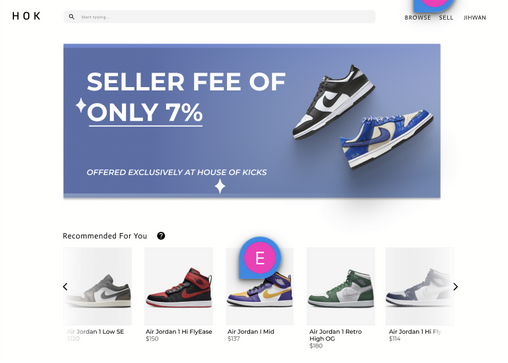 HOK
Start typing...
BROWSE SELL JIHWAN
SELLER FEE OF
ONLY 7%
OFFERED EXCLUSIVELY AT HOUSE OF KICKS
Recommended For You ?
E
Air Jordan 1 Low SE
Air Jordan 1 Hi FlyEase
$150
Air Jordan I Mid
$137
Air Jordan 1 Retro
High OG
$180
Air Jordan 1 Hi Fly
$114